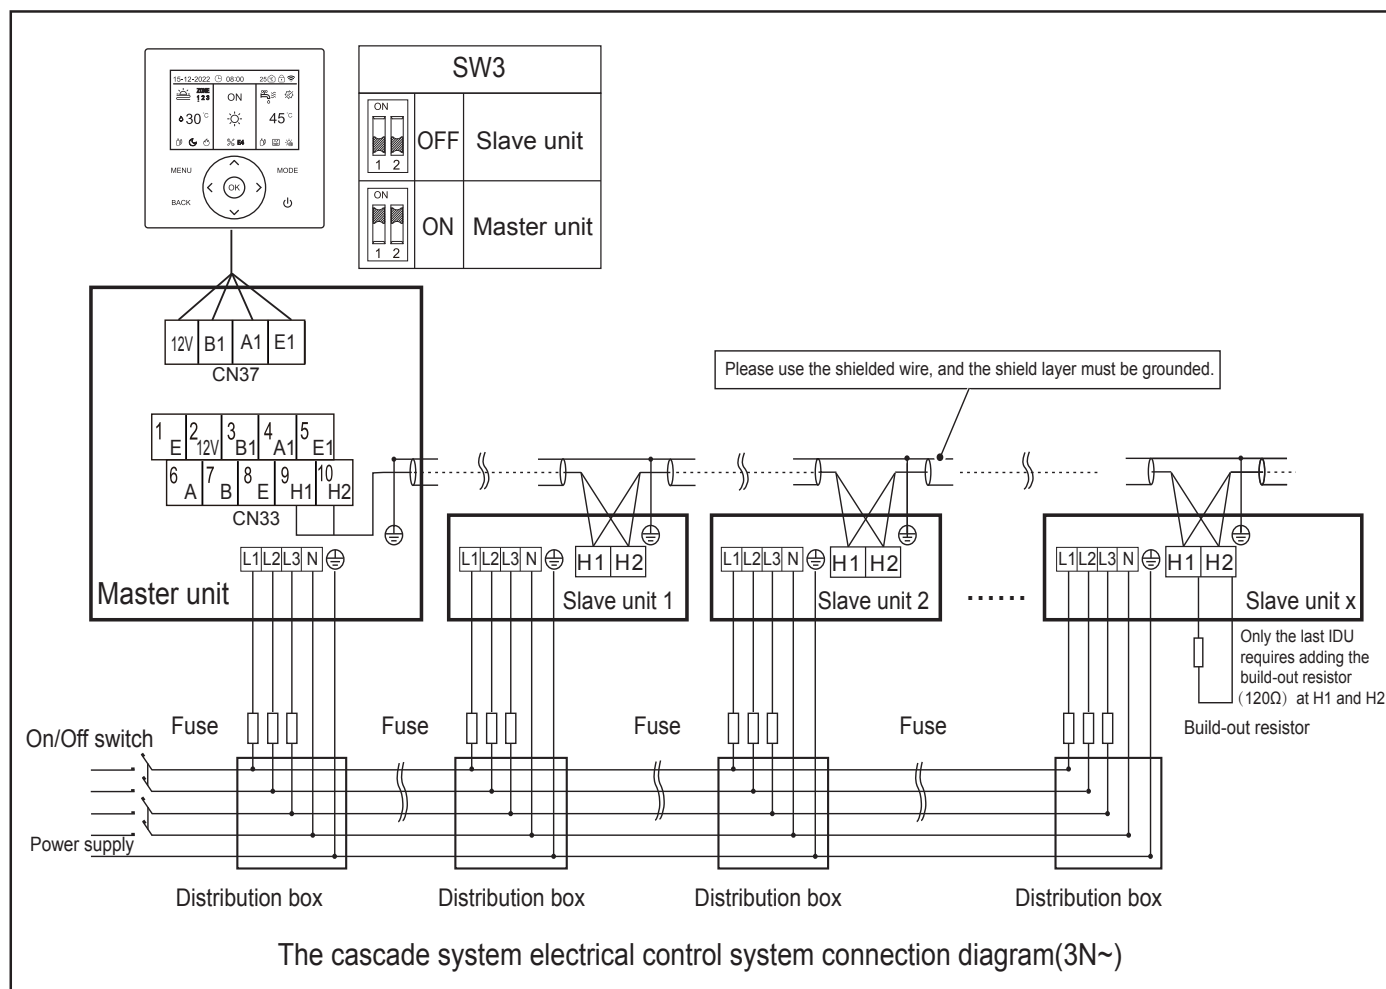 15-12-2022 08:00 25℃
ZONE
1 2 3
ON
30 ℃
45 ℃
E4
MENU
MODE
OK
BACK
SW3
ON
1 2
OFF
Slave unit
ON
1 2
ON
Master unit
12V B1 A1 E1
CN37
Please use the shielded wire, and the shield layer must be grounded.
1 E 2 12V 3 B1 4 A1 5 E1
6 A 7 B 8 E 9 H1 10 H2
CN33
L1 L2 L3 N
Master unit
L1 L2 L3 N
H1 H2
Slave unit 1
L1 L2 L3 N
H1 H2
Slave unit 2
......
L1 L2 L3 N
H1 H2
Slave unit x
Only the last IDU
requires adding the
build-out resistor
(120Ω) at H1 and H2
Build-out resistor
Fuse
Fuse
Fuse
Fuse
On/Off switch
Power supply
Distribution box
Distribution box
Distribution box
Distribution box
The cascade system electrical control system connection diagram(3N~)